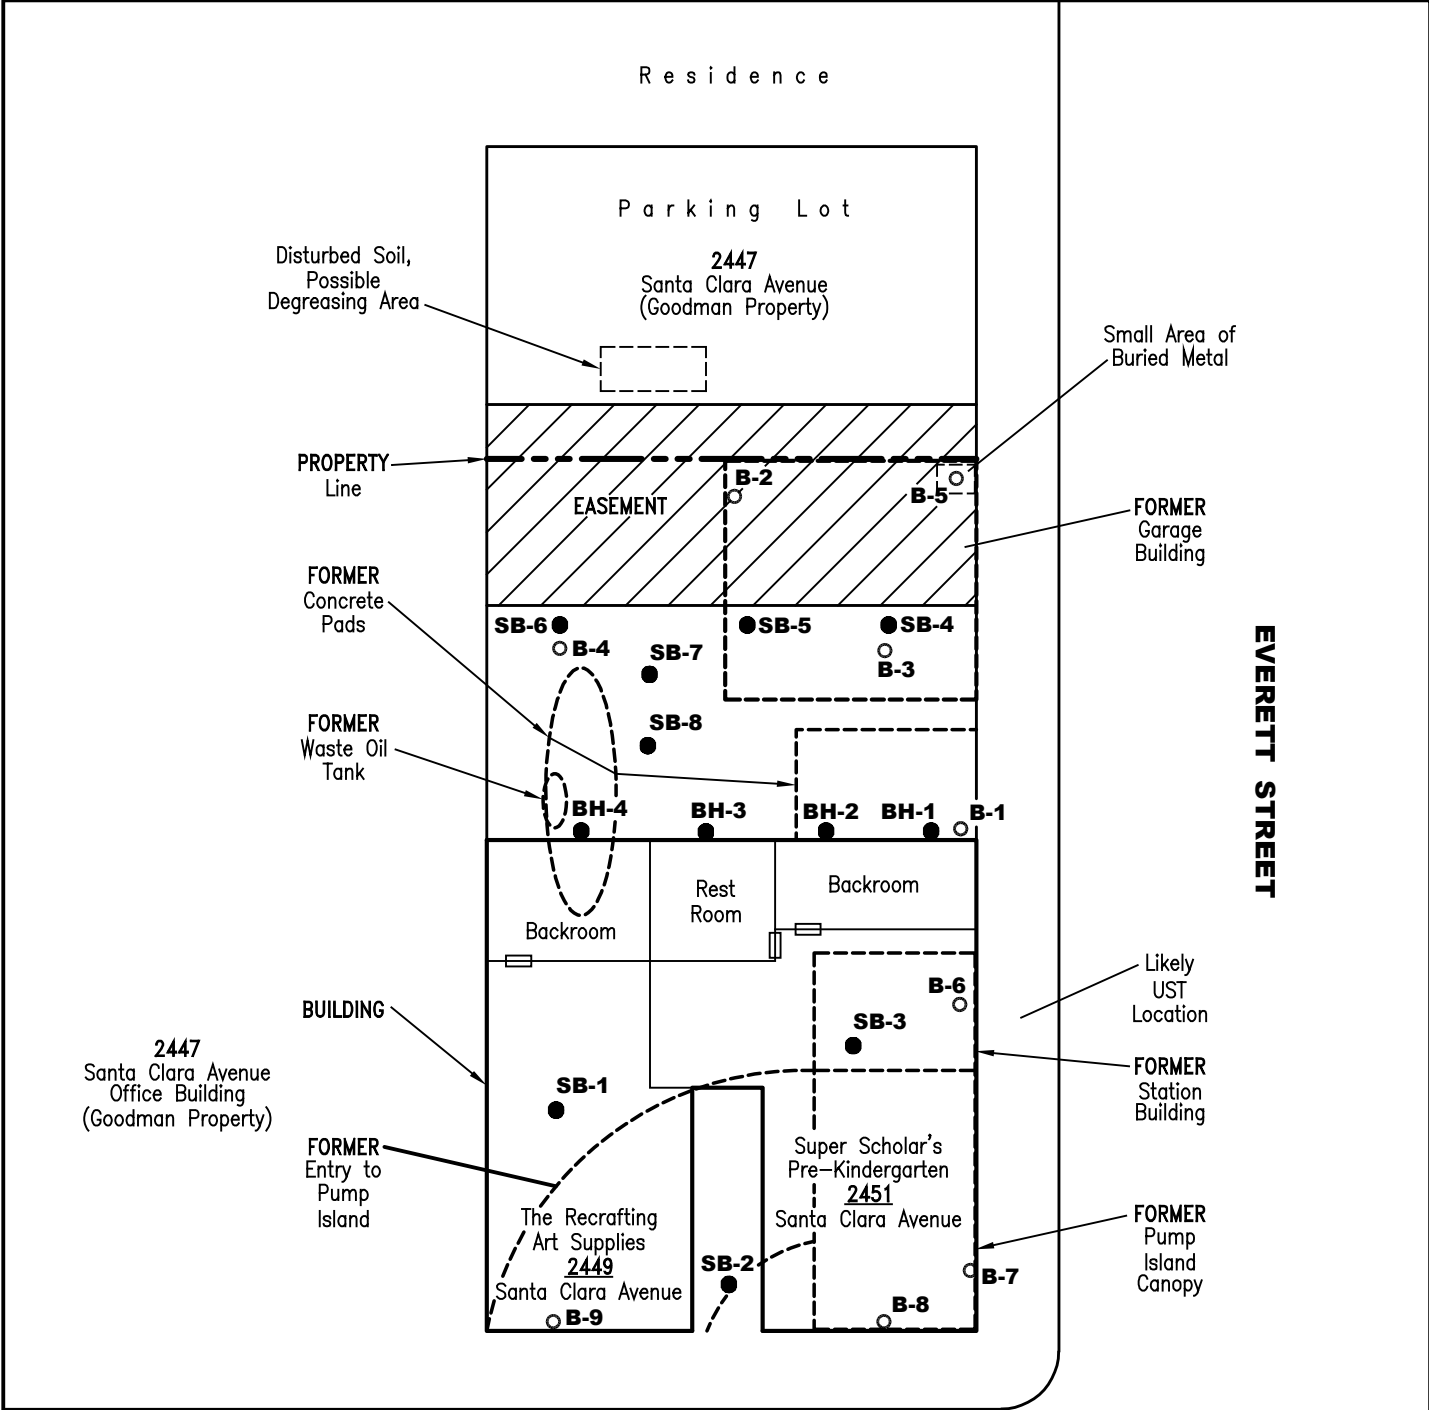 Residence
Parking Lot
2447
Santa Clara Avenue
(Goodman Property)
Disturbed Soil,
Possible
Degreasing Area
Small Area of
Buried Metal
PROPERTY
Line
B-2
B-5
EASEMENT
FORMER
Garage
Building
FORMER
Concrete
Pads
SB-6
SB-5
SB-4
B-4
SB-7
B-3
EVERETT STREET
FORMER
Waste Oil
Tank
SB-8
BH-4
BH-3
BH-2
BH-1
B-1
Rest
Room
Backroom
Backroom
Likely
UST
Location
B-6
BUILDING
SB-3
2447
Santa Clara Avenue
Office Building
(Goodman Property)
FORMER
Station
Building
SB-1
FORMER
Entry to
Pump
Island
Super Scholar's
Pre-Kindergarten
2451
Santa Clara Avenue
The Recrafting
Art Supplies
2449
Santa Clara Avenue
FORMER
Pump
Island
Canopy
SB-2
B-7
B-8
B-9